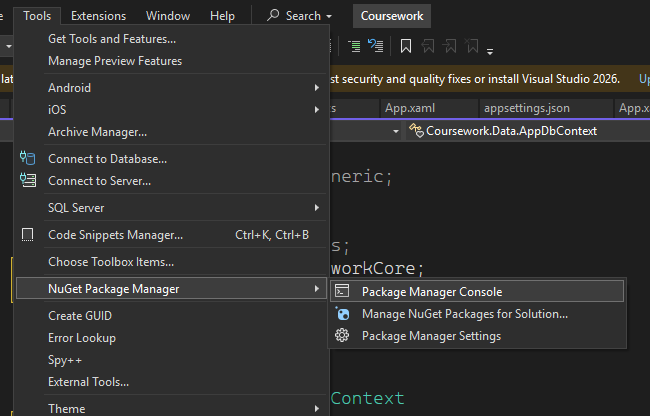 Tools Extensions Window Help Search Coursework
Get Tools and Features...
Manage Preview Features
st security and quality fixes or install Visual Studio 2026.
Android
iOS
App.xaml appsettings.json App.x
Archive Manager...
Coursework.Data.AppDbContext
Connect to Database...
Connect to Server...
neric;
SQL Server
Code Snippets Manager... Ctrl+K, Ctrl+B
s;
Choose Toolbox Items...
workCore;
NuGet Package Manager
Package Manager Console
Create GUID
Manage NuGet Packages for Solution...
Error Lookup
Package Manager Settings
Spy++
External Tools...
Context
Theme